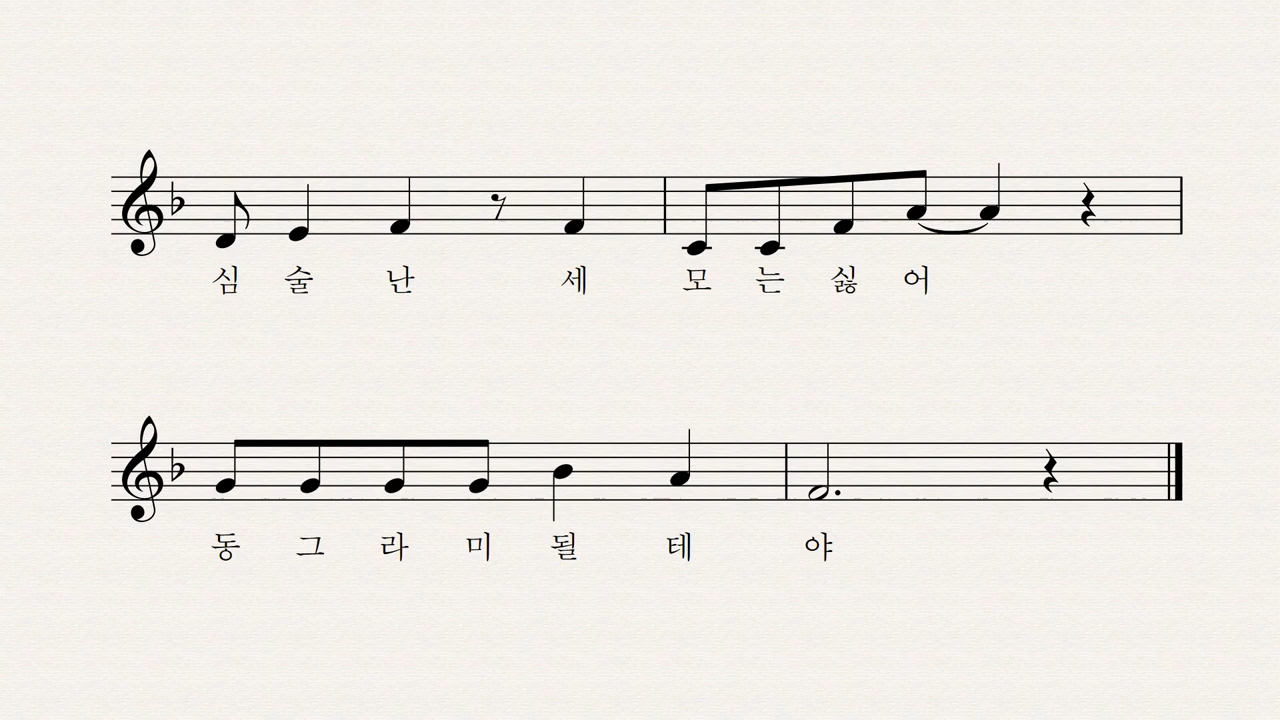 심 술 난 세 모 는 싫 어
동 그 라 미 될 테 야